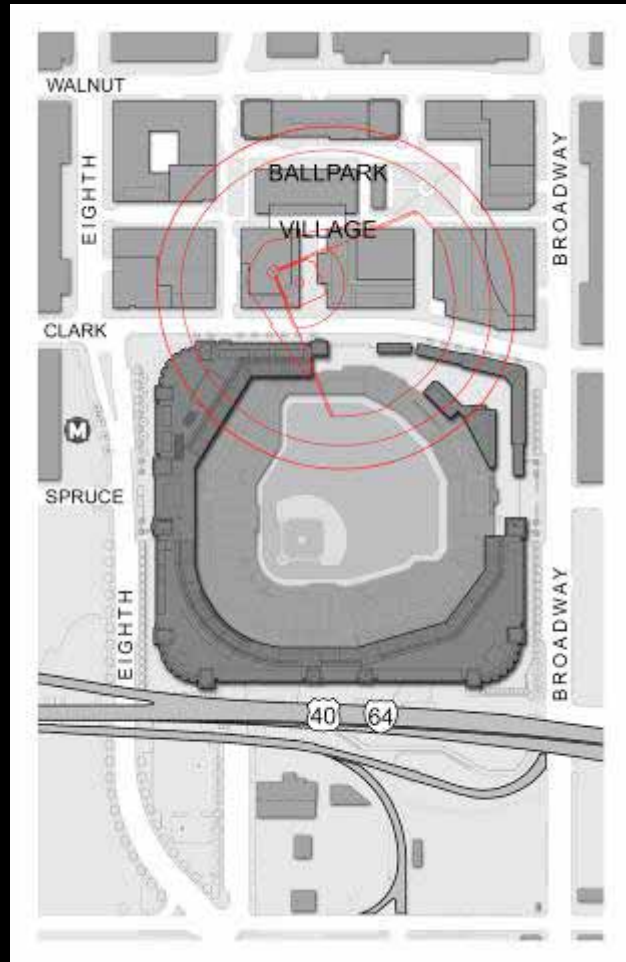 WALNUT
EIGHTH
BALLPARK
VILLAGE
BROADWAY
CLARK
M
SPRUCE
EIGHTH
BROADWAY
40
64